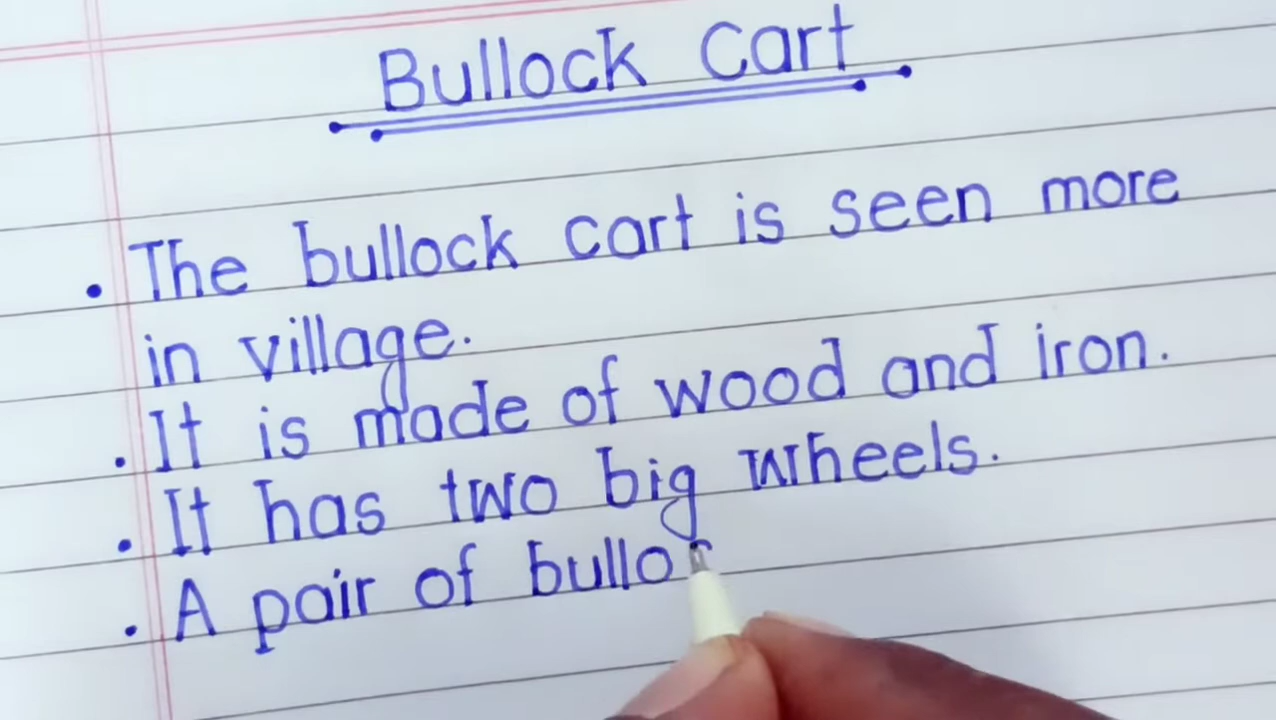 Bullock Cart
• The bullock cart is seen more
in village.
• It is made of wood and iron.
• It has two big wheels.
• A pair of bulloc